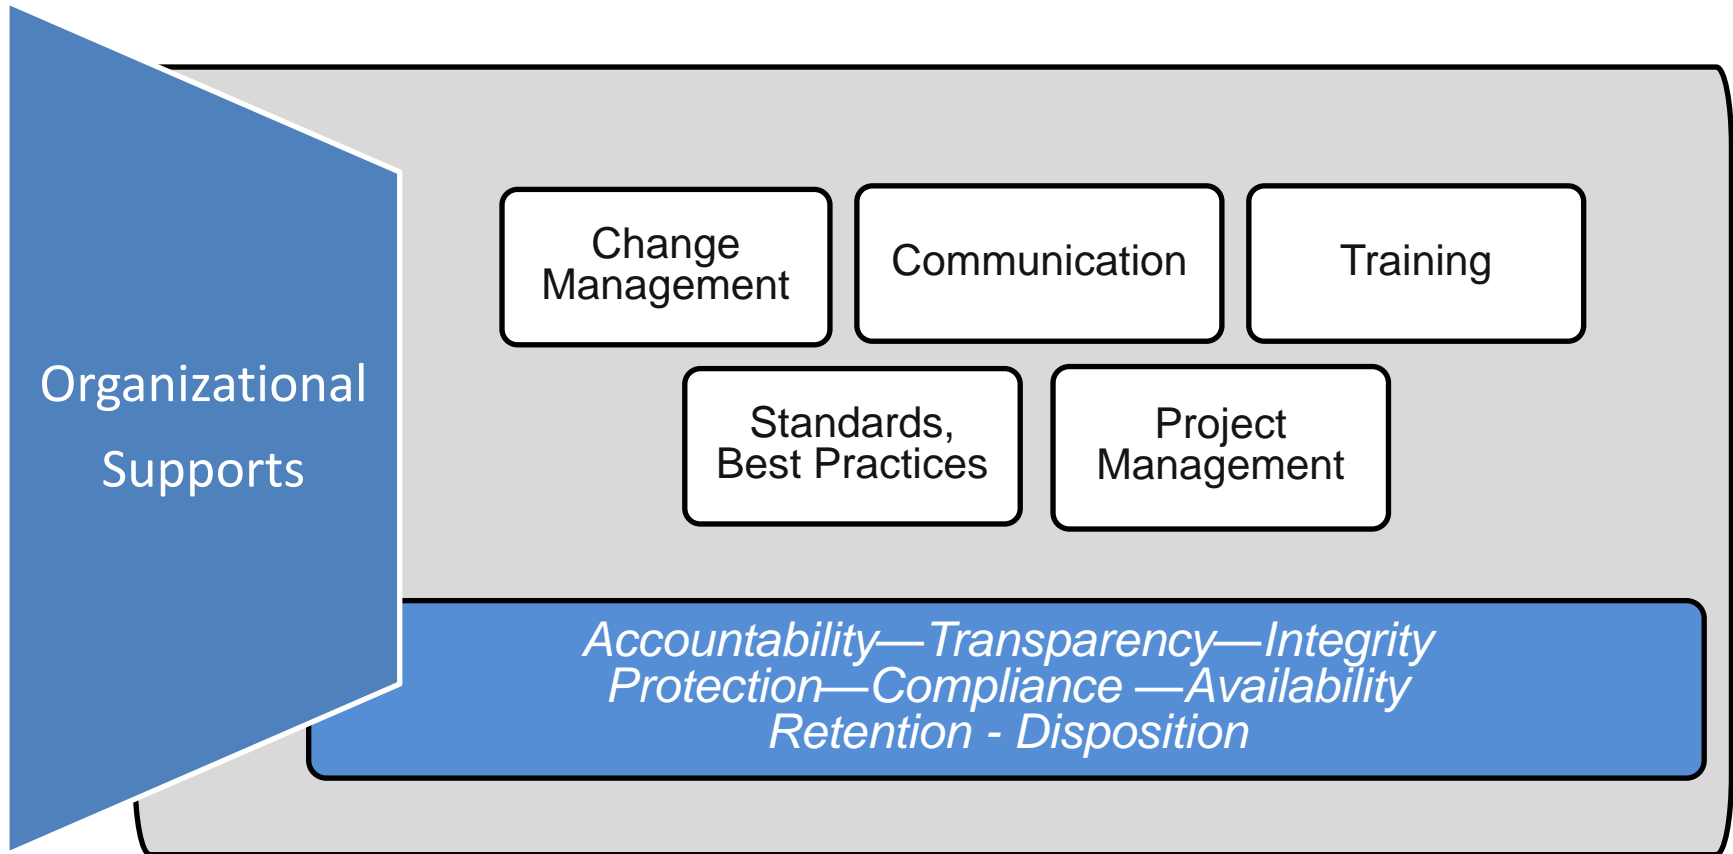 Organizational
Supports
Change
Management
Communication
Training
Standards,
Best Practices
Project
Management
Accountability—Transparency—Integrity
Protection—Compliance —Availability
Retention - Disposition